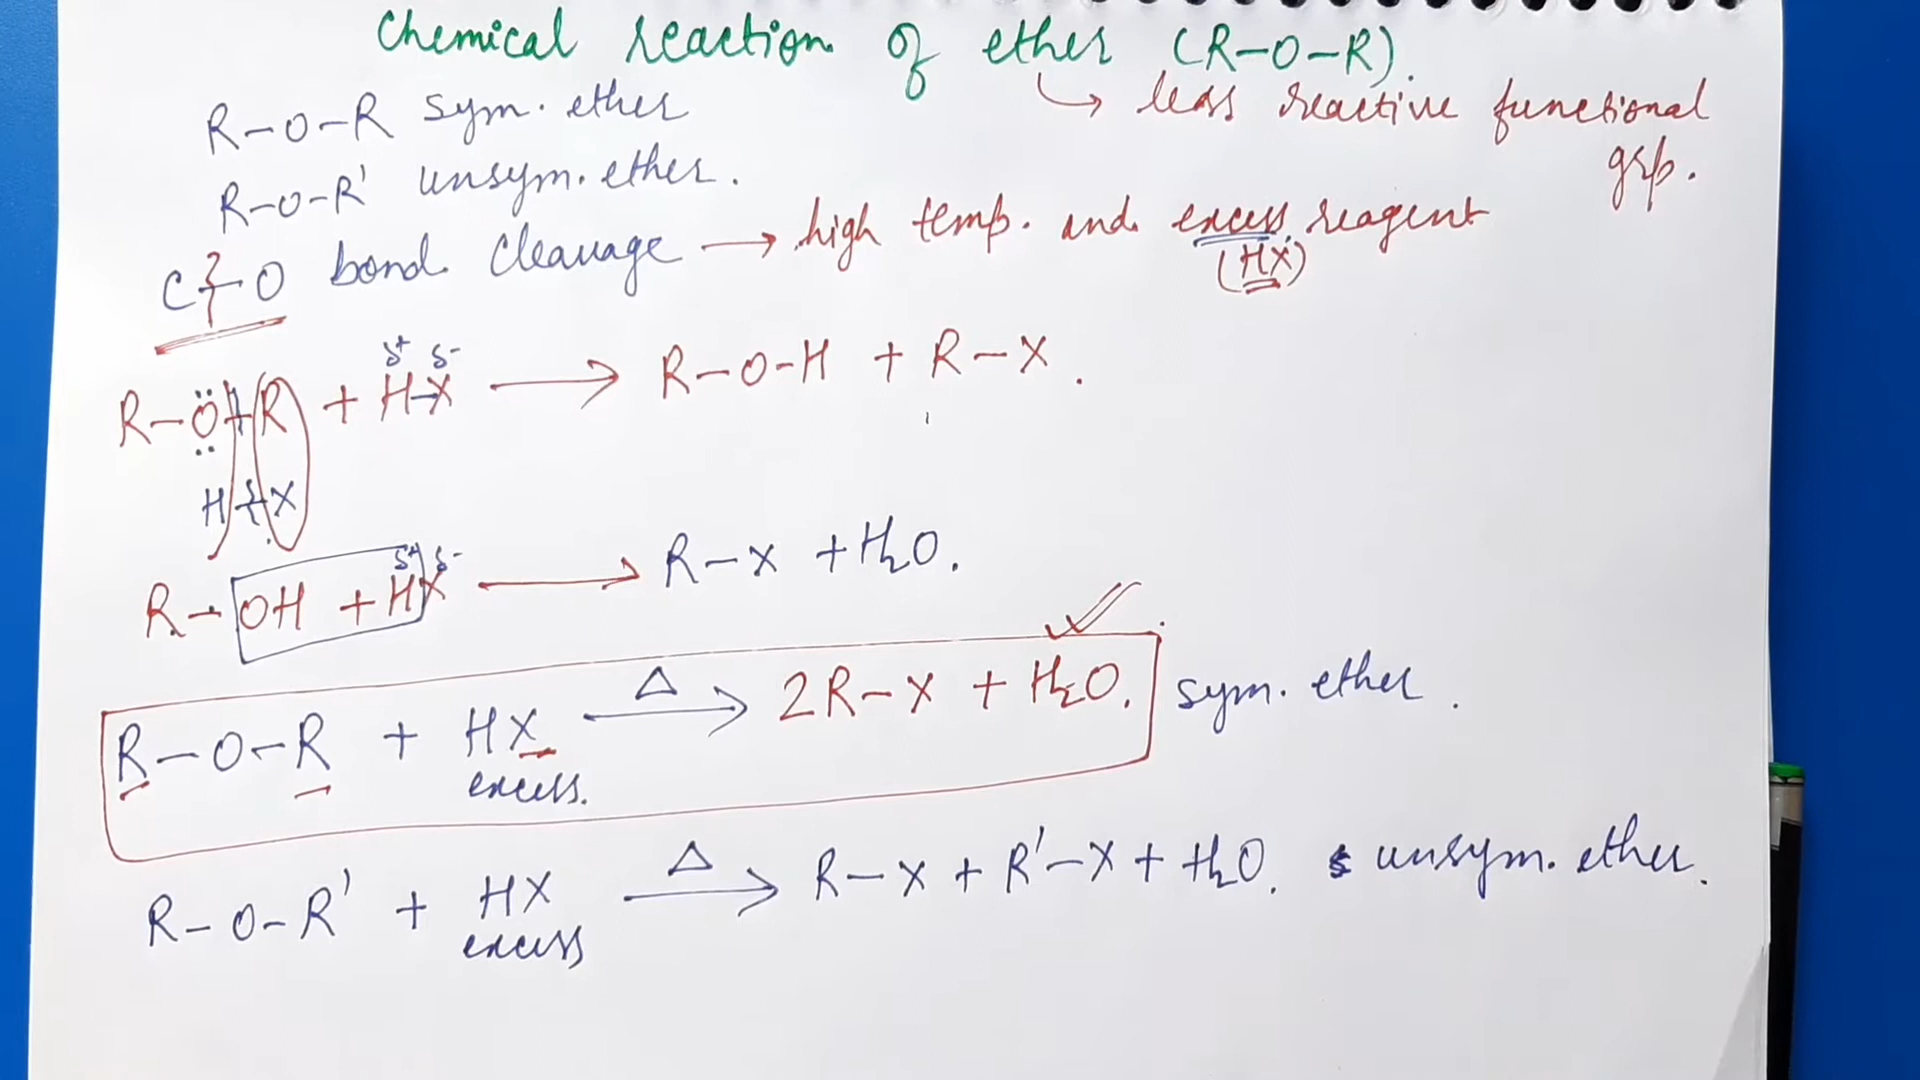 Chemical reaction of ether (R-O-R).
R-O-R sym. ether
↳ less reactive functional
grp.
R-O-R' unsym. ether.
C-O bond cleavage → high temp. and excess reagent
(HX)
δ+ δ-
R-O-R + H-X → R-O-H + R-X.
H-X
δ+ δ-
R-OH + HX → R-X + H2O.
R-O-R + HX Δ→ 2R-X + H2O. sym. ether.
excess.
R-O-R' + HX Δ→ R-X + R'-X + H2O. unsym. ether.
excess